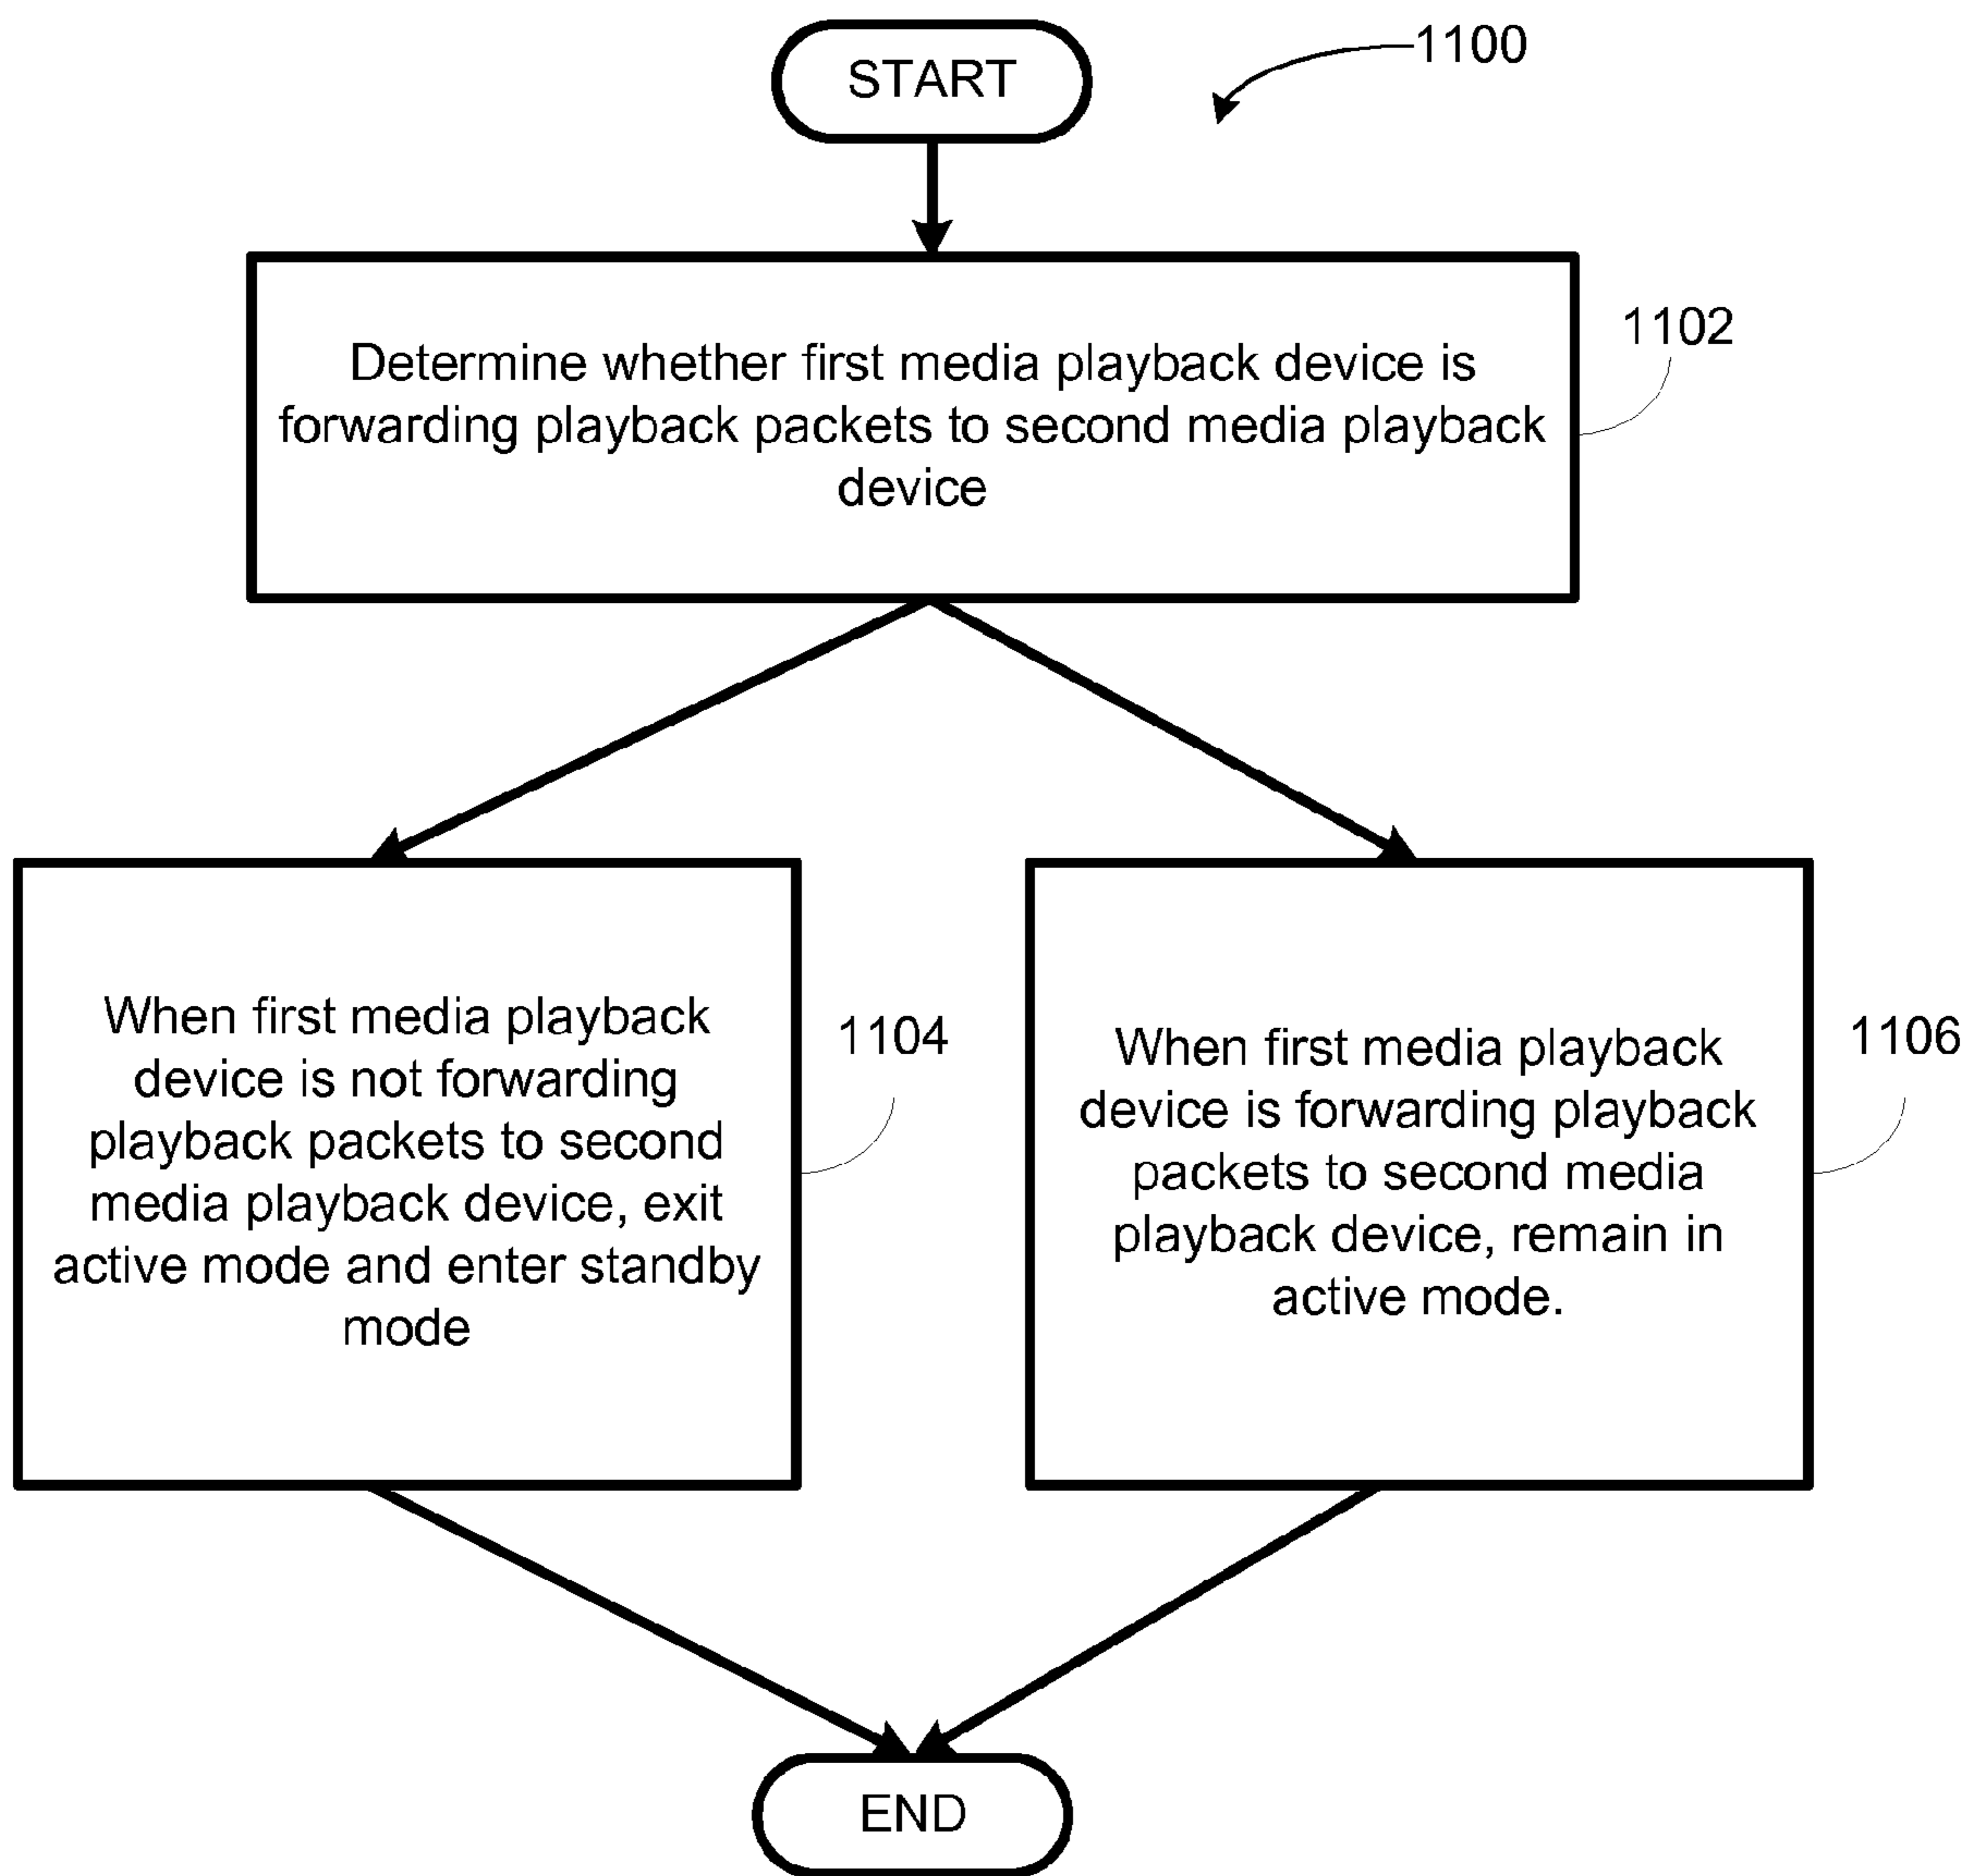 START
1100
Determine whether first media playback device is
forwarding playback packets to second media playback
device
1102
When first media playback
device is not forwarding
playback packets to second
media playback device, exit
active mode and enter standby
mode
1104
When first media playback
device is forwarding playback
packets to second media
playback device, remain in
active mode.
1106
END